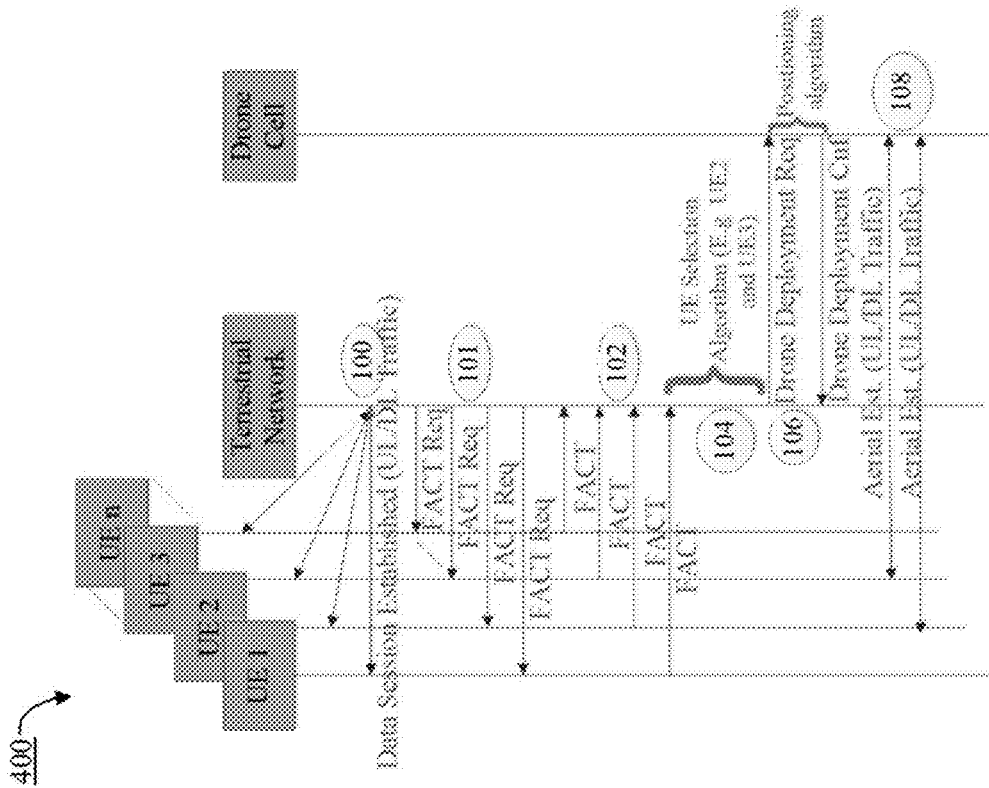 400
UE 1
UE 2
UE 3
UE n
Terrestrial
Network
Drone
Cell
100
Data Session Established (UL/DL Traffic)
101
FACT Req
FACT Req
FACT Req
FACT Req
102
FACT
FACT
FACT
FACT
104
UE Selection
Algorithm (E.g. UE2
and UE3)
106
Drone Deployment Req
Drone Deployment Cnf
Positioning
algorithm
Aerial Est. (UL/DL Traffic)
Aerial Est. (UL/DL Traffic)
108